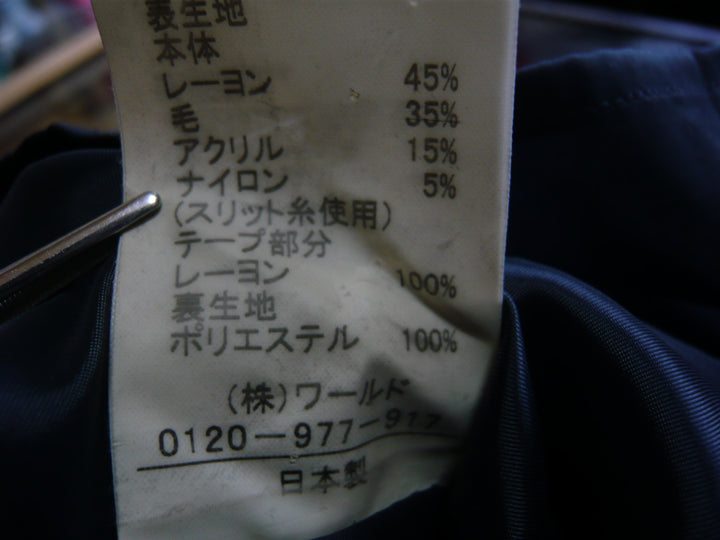 表生地
本体
レーヨン 45%
毛 35%
アクリル 15%
ナイロン 5%
(スリット糸使用)
テープ部分
レーヨン 100%
裏生地
ポリエステル 100%
(株)ワールド
0120-977-917
日本製